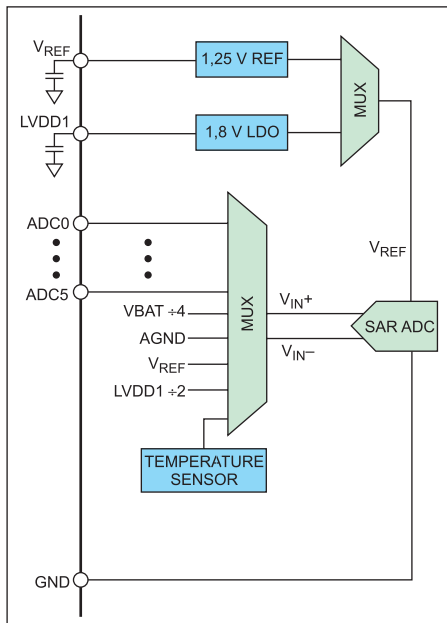 VREF
1,25 V REF
MUX
LVDD1
1,8 V LDO
ADC0
VREF
ADC5
VBAT ÷4
MUX
VIN+
SAR ADC
AGND
VIN–
VREF
LVDD1 ÷2
TEMPERATURE
SENSOR
GND